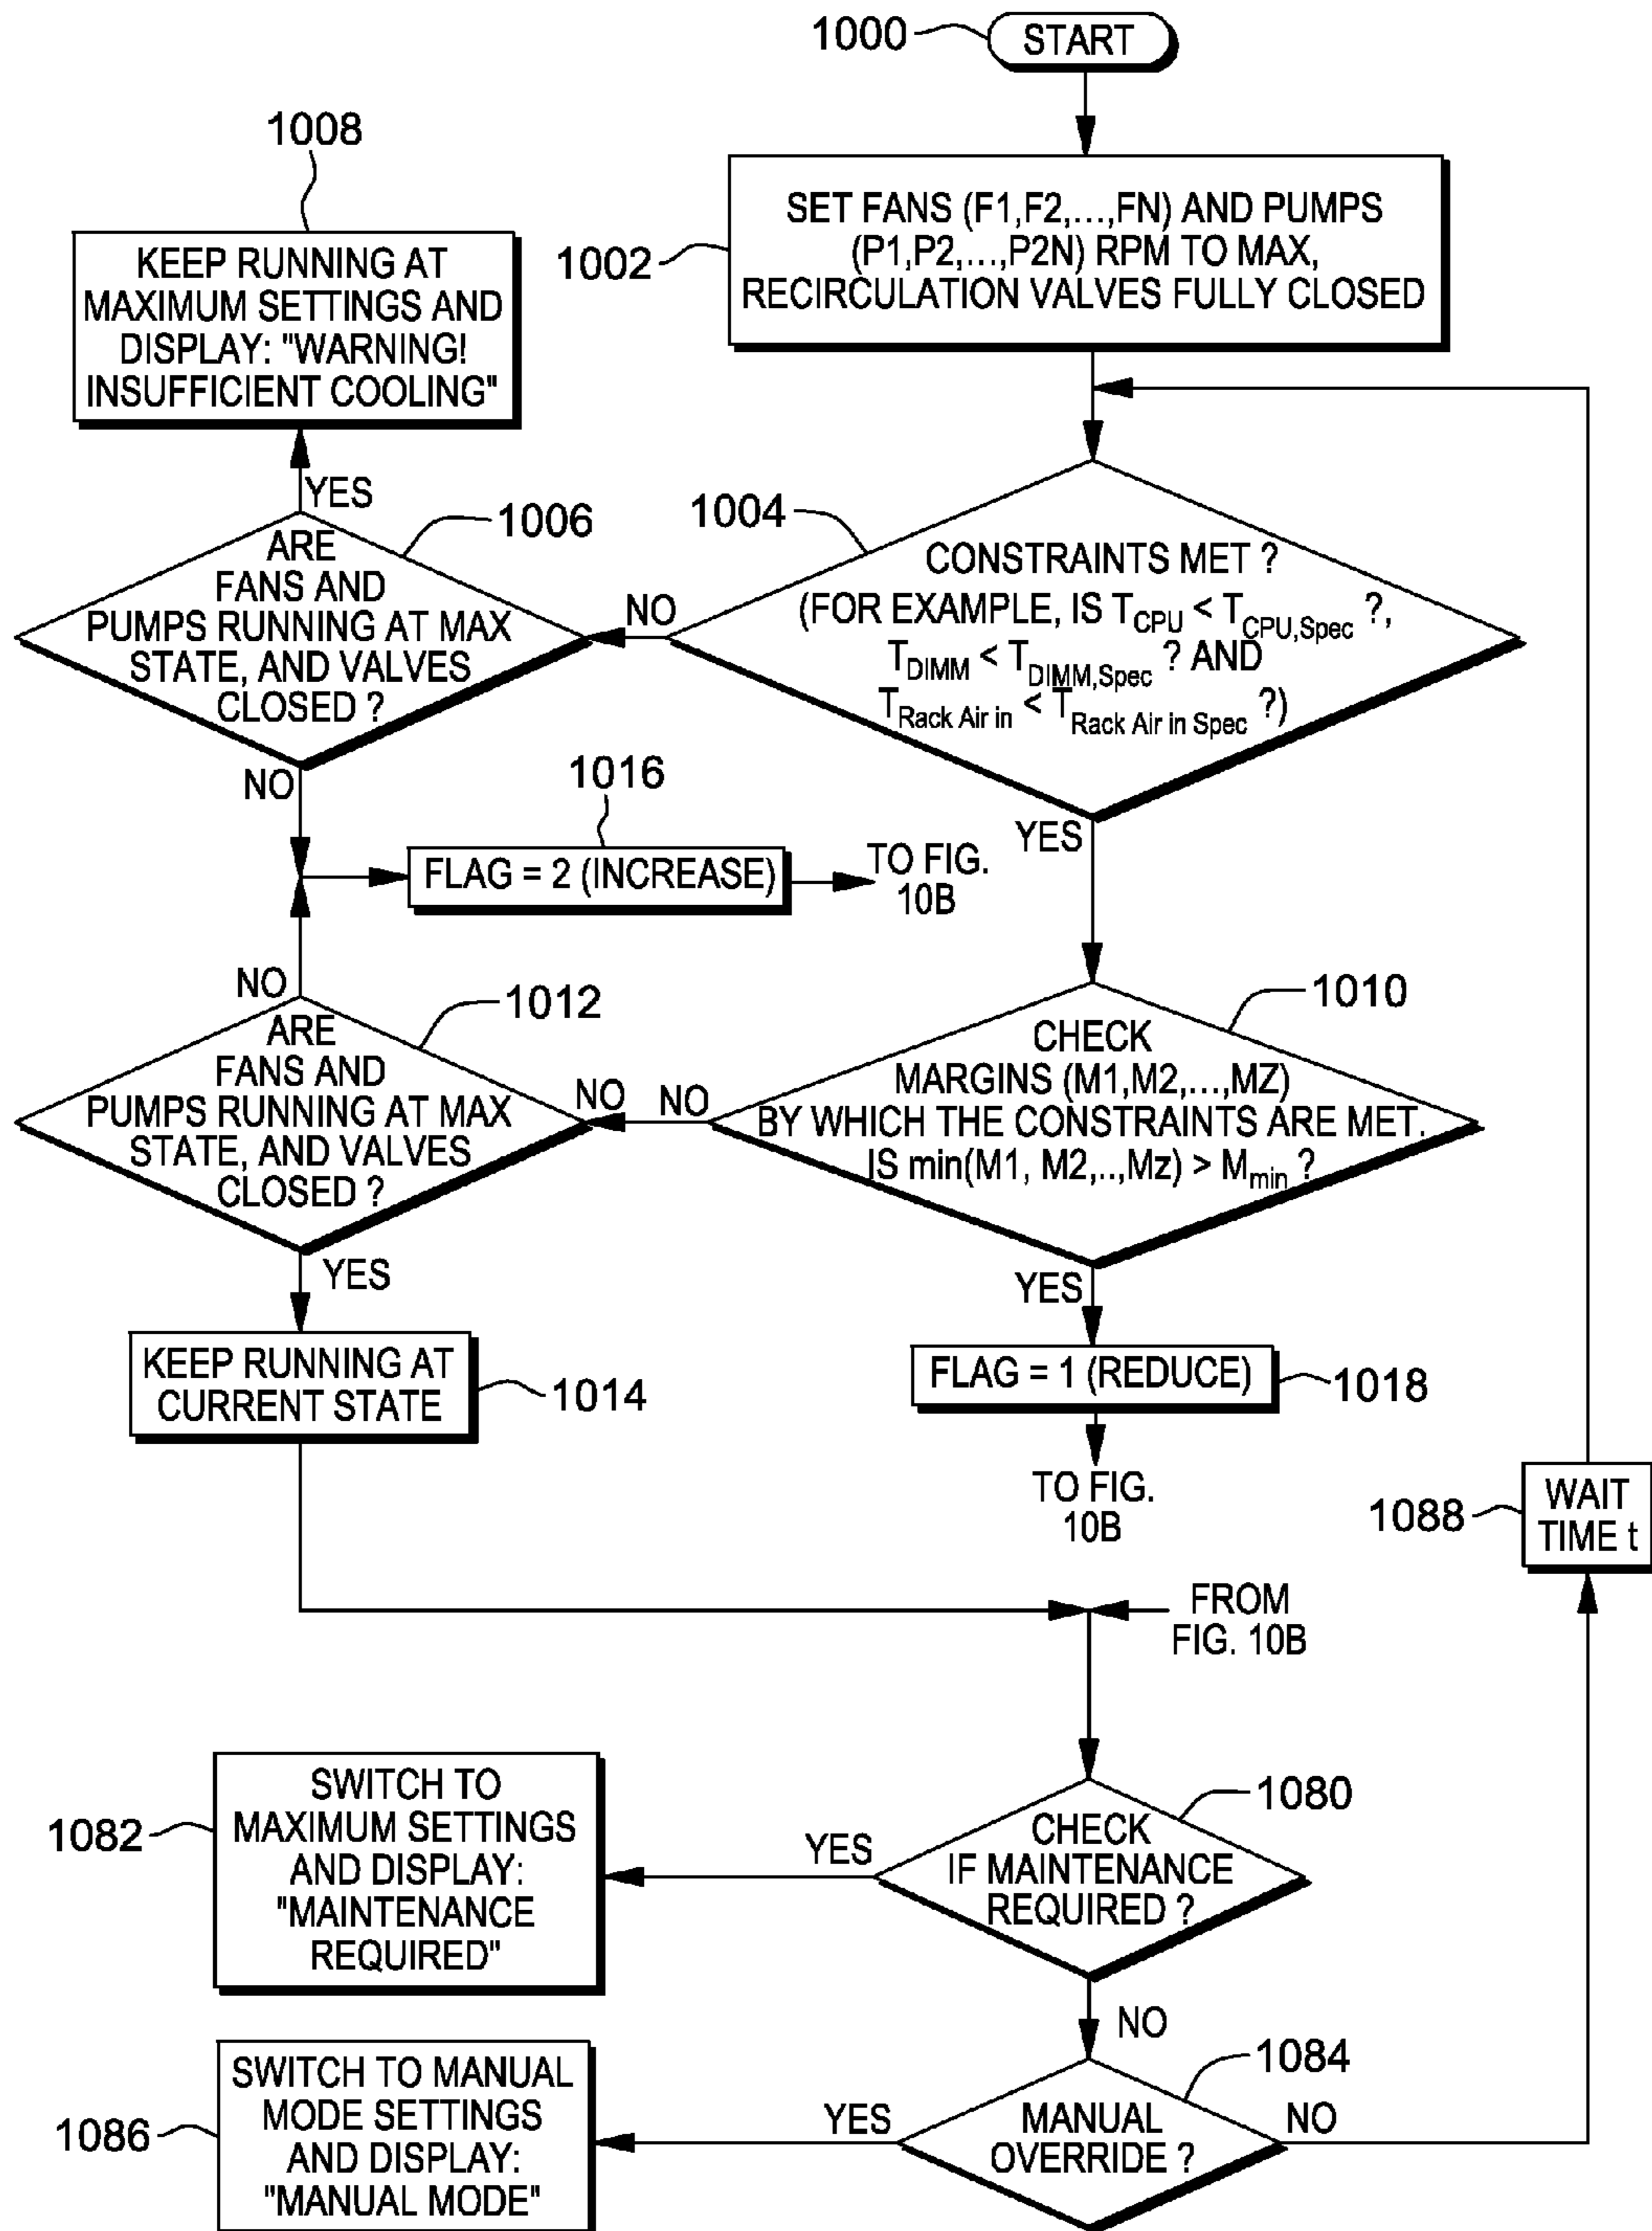 1000
START
1008
SET FANS (F1,F2,...,FN) AND PUMPS
(P1,P2,...,P2N) RPM TO MAX,
RECIRCULATION VALVES FULLY CLOSED
1002
KEEP RUNNING AT
MAXIMUM SETTINGS AND
DISPLAY: "WARNING!
INSUFFICIENT COOLING"
YES
1006
ARE
FANS AND
PUMPS RUNNING AT MAX
STATE, AND VALVES
CLOSED ?
NO
1004
CONSTRAINTS MET ?
(FOR EXAMPLE, IS T_CPU < T_CPU,Spec ?,
T_DIMM < T_DIMM,Spec ? AND
T_Rack Air in < T_Rack Air in Spec ?)
NO
YES
1016
FLAG = 2 (INCREASE)
TO FIG.
10B
NO
1012
ARE
FANS AND
PUMPS RUNNING AT MAX
STATE, AND VALVES
CLOSED ?
NO
NO
1010
CHECK
MARGINS (M1,M2,...,MZ)
BY WHICH THE CONSTRAINTS ARE MET.
IS min(M1, M2,..,Mz) > M_min ?
YES
YES
KEEP RUNNING AT
CURRENT STATE
1014
FLAG = 1 (REDUCE)
1018
TO FIG.
10B
1088
WAIT
TIME t
FROM
FIG. 10B
1082
SWITCH TO
MAXIMUM SETTINGS
AND DISPLAY:
"MAINTENANCE
REQUIRED"
YES
1080
CHECK
IF MAINTENANCE
REQUIRED ?
NO
1086
SWITCH TO MANUAL
MODE SETTINGS
AND DISPLAY:
"MANUAL MODE"
YES
1084
MANUAL
OVERRIDE ?
NO